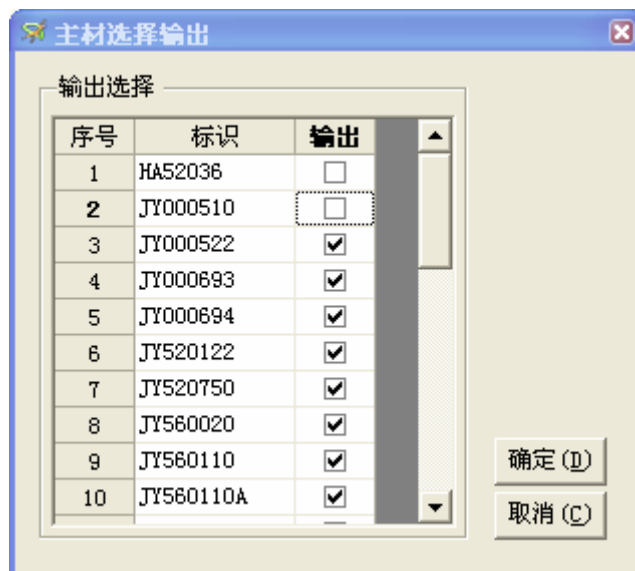 主材选择输出
输出选择
序号 标识 输出
1 HA52036
2 JY000510
3 JY000522
4 JY000693
5 JY000694
6 JY520122
7 JY520750
8 JY560020
9 JY560110
10 JY560110A
确定(D)
取消(C)